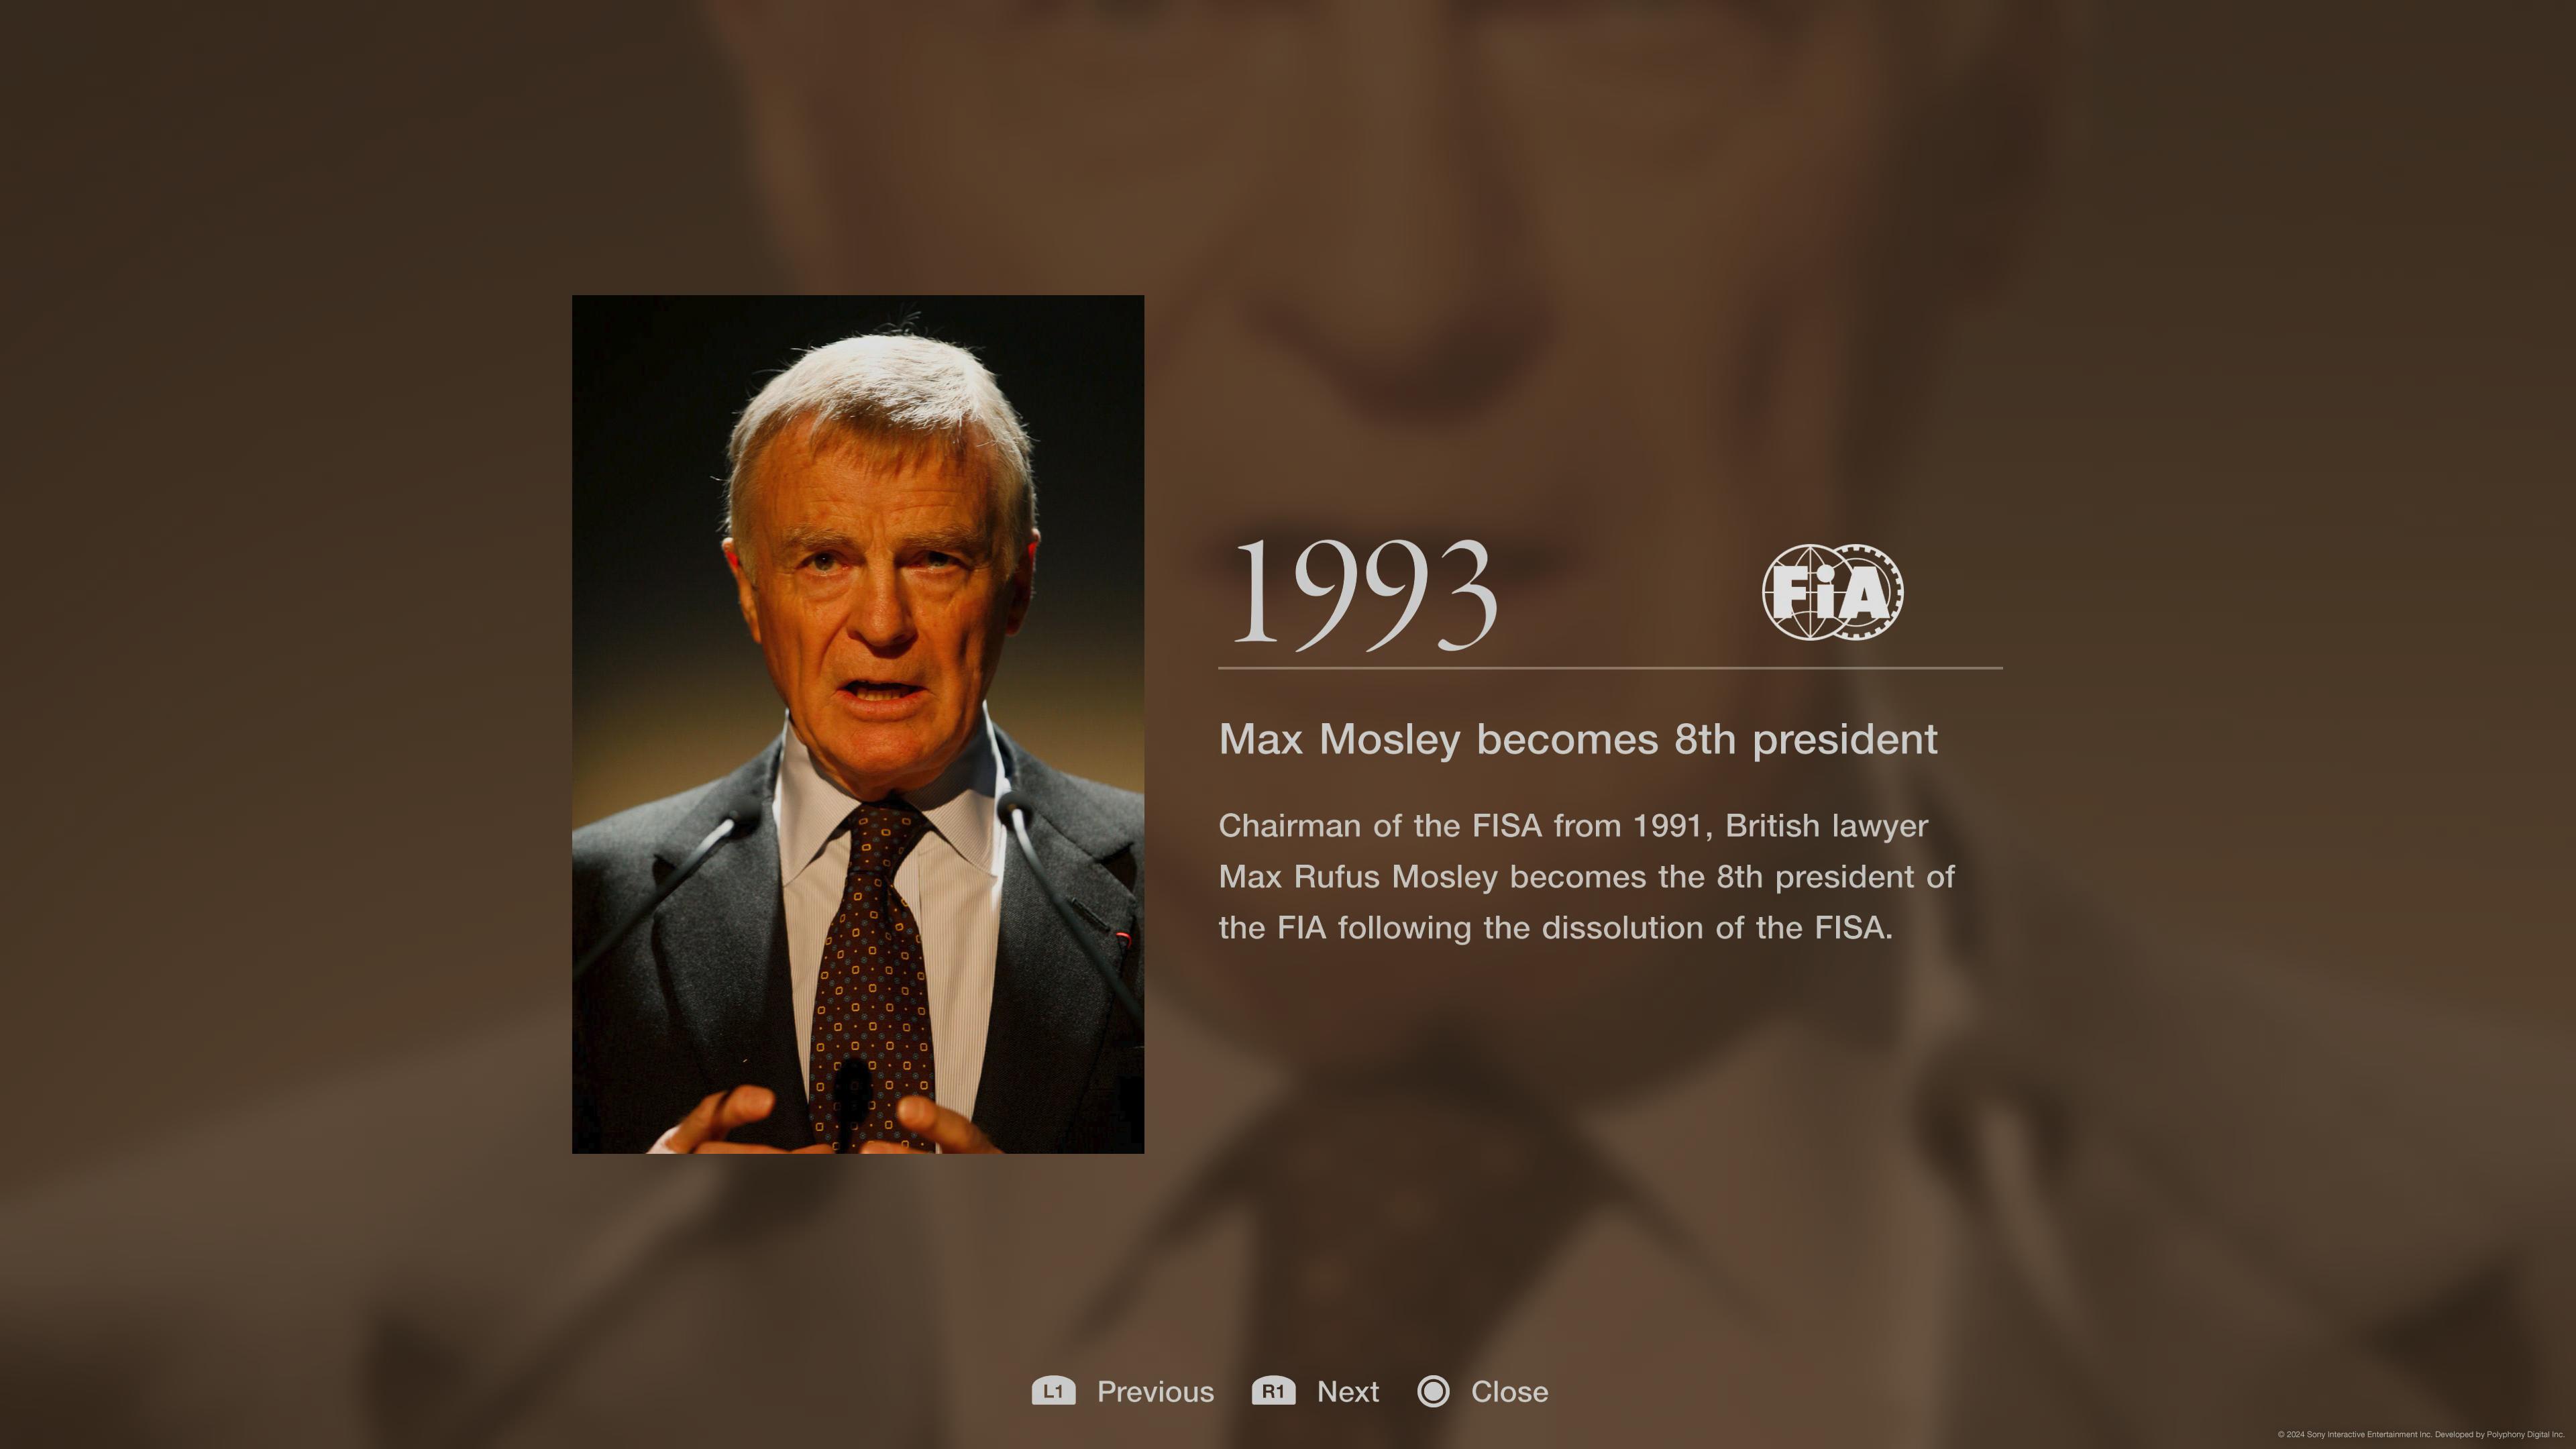 1993
FiA
Max Mosley becomes 8th president
Chairman of the FISA from 1991, British lawyer
Max Rufus Mosley becomes the 8th president of
the FIA following the dissolution of the FISA.
L1 Previous R1 Next Close
© 2024 Sony Interactive Entertainment Inc. Developed by Polyphony Digital Inc.